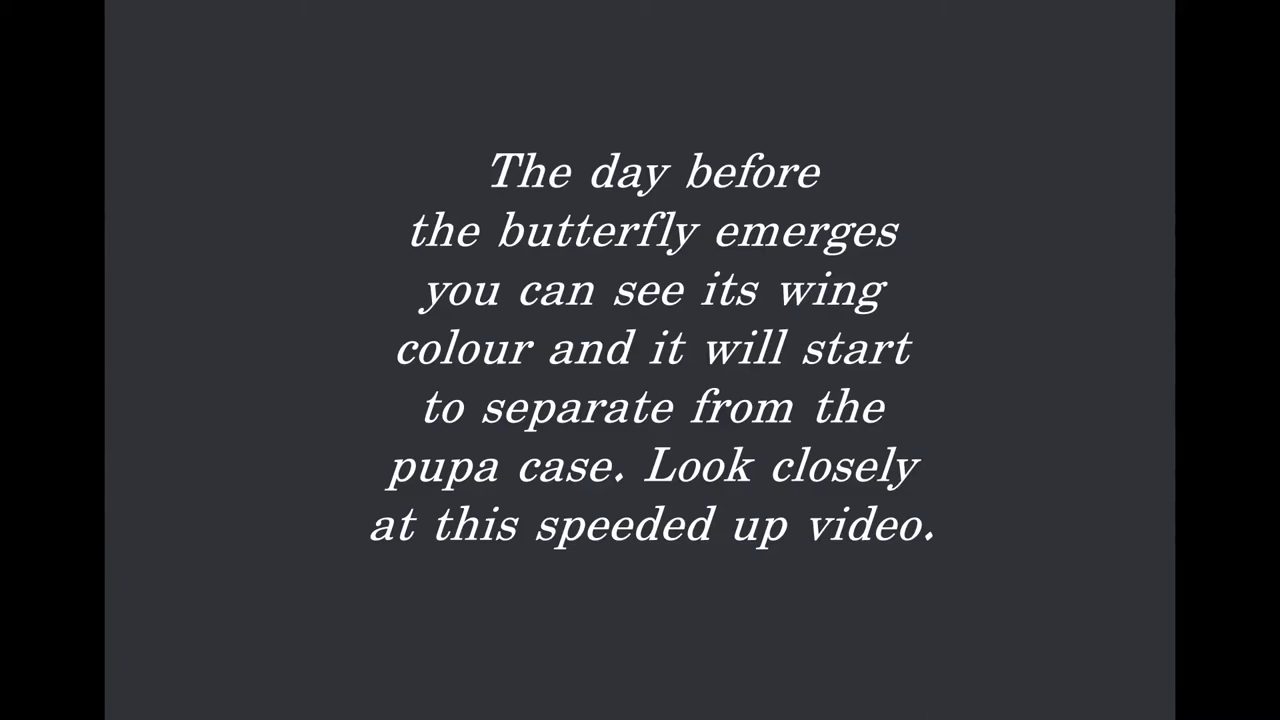 The day before
the butterfly emerges
you can see its wing
colour and it will start
to separate from the
pupa case. Look closely
at this speeded up video.